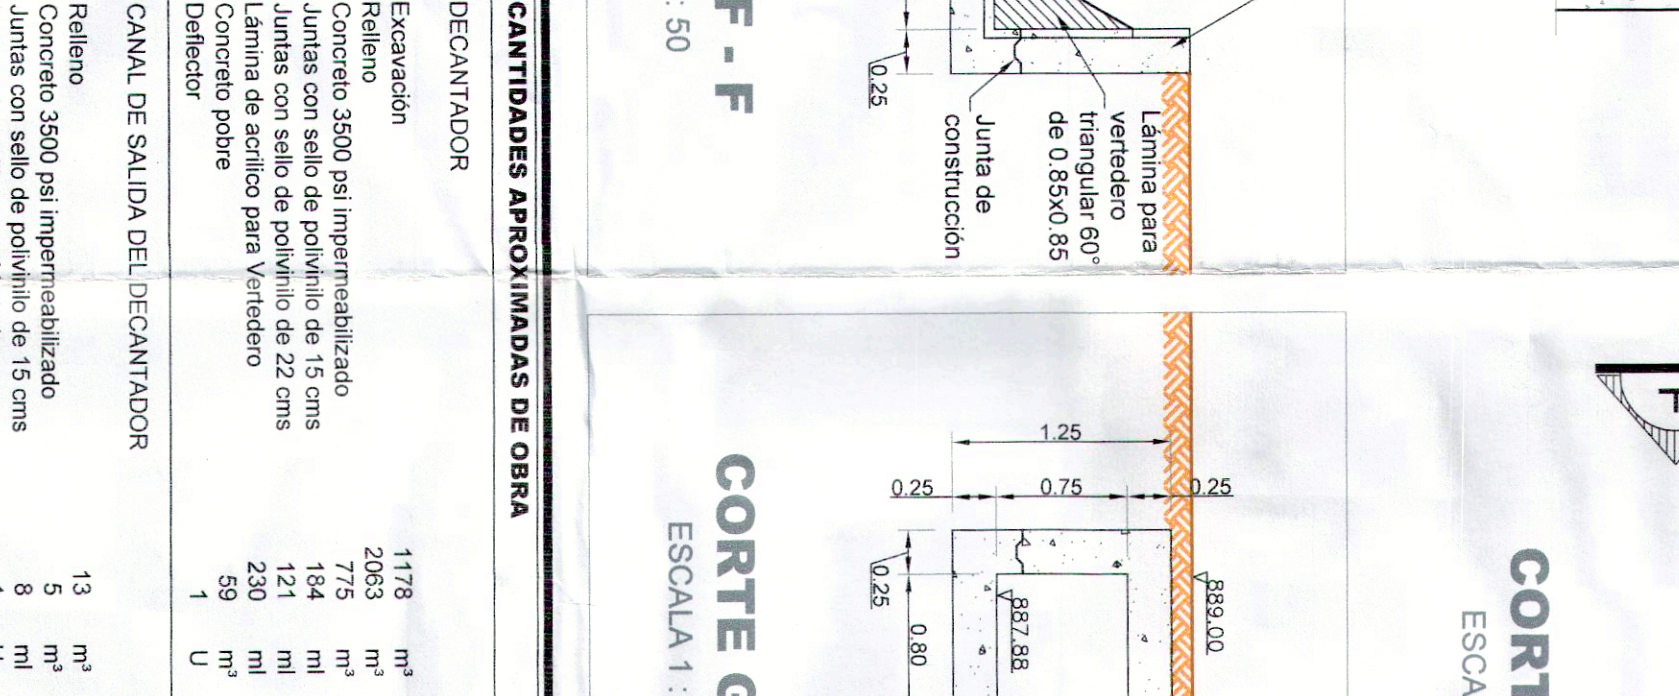 CORT
ESCA
Lámina para
vertedero
triangular 60°
de 0.85x0.85
Junta de
construcción
0.25
F - F
: 50
889.00
887.88
1.25
0.25
0.75
0.25
0.25
0.80
CORTE
ESCALA 1 :
CANTIDADES APROXIMADAS DE OBRA
DECANTADOR
Excavación 1178 m³
Relleno 2063 m³
Concreto 3500 psi impermeabilizado 775 m³
Juntas con sello de polivinilo de 15 cms 184 ml
Juntas con sello de polivinilo de 22 cms 121 ml
Lámina de acrilico para Vertedero 230 ml
Concreto pobre 59 m³
Deflector 1 U
CANAL DE SALIDA DEL DECANTADOR
Relleno 13 m³
Concreto 3500 psi impermeabilizado 5 m³
Juntas con sello de polivinilo de 15 cms 8 ml